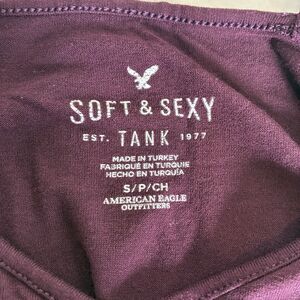 SOFT & SEXY
EST. TANK 1977
MADE IN TURKEY
FABRIQUÉ EN TURQUIE
HECHO EN TURQUÍA
S/P/CH
AMERICAN EAGLE
OUTFITTERS